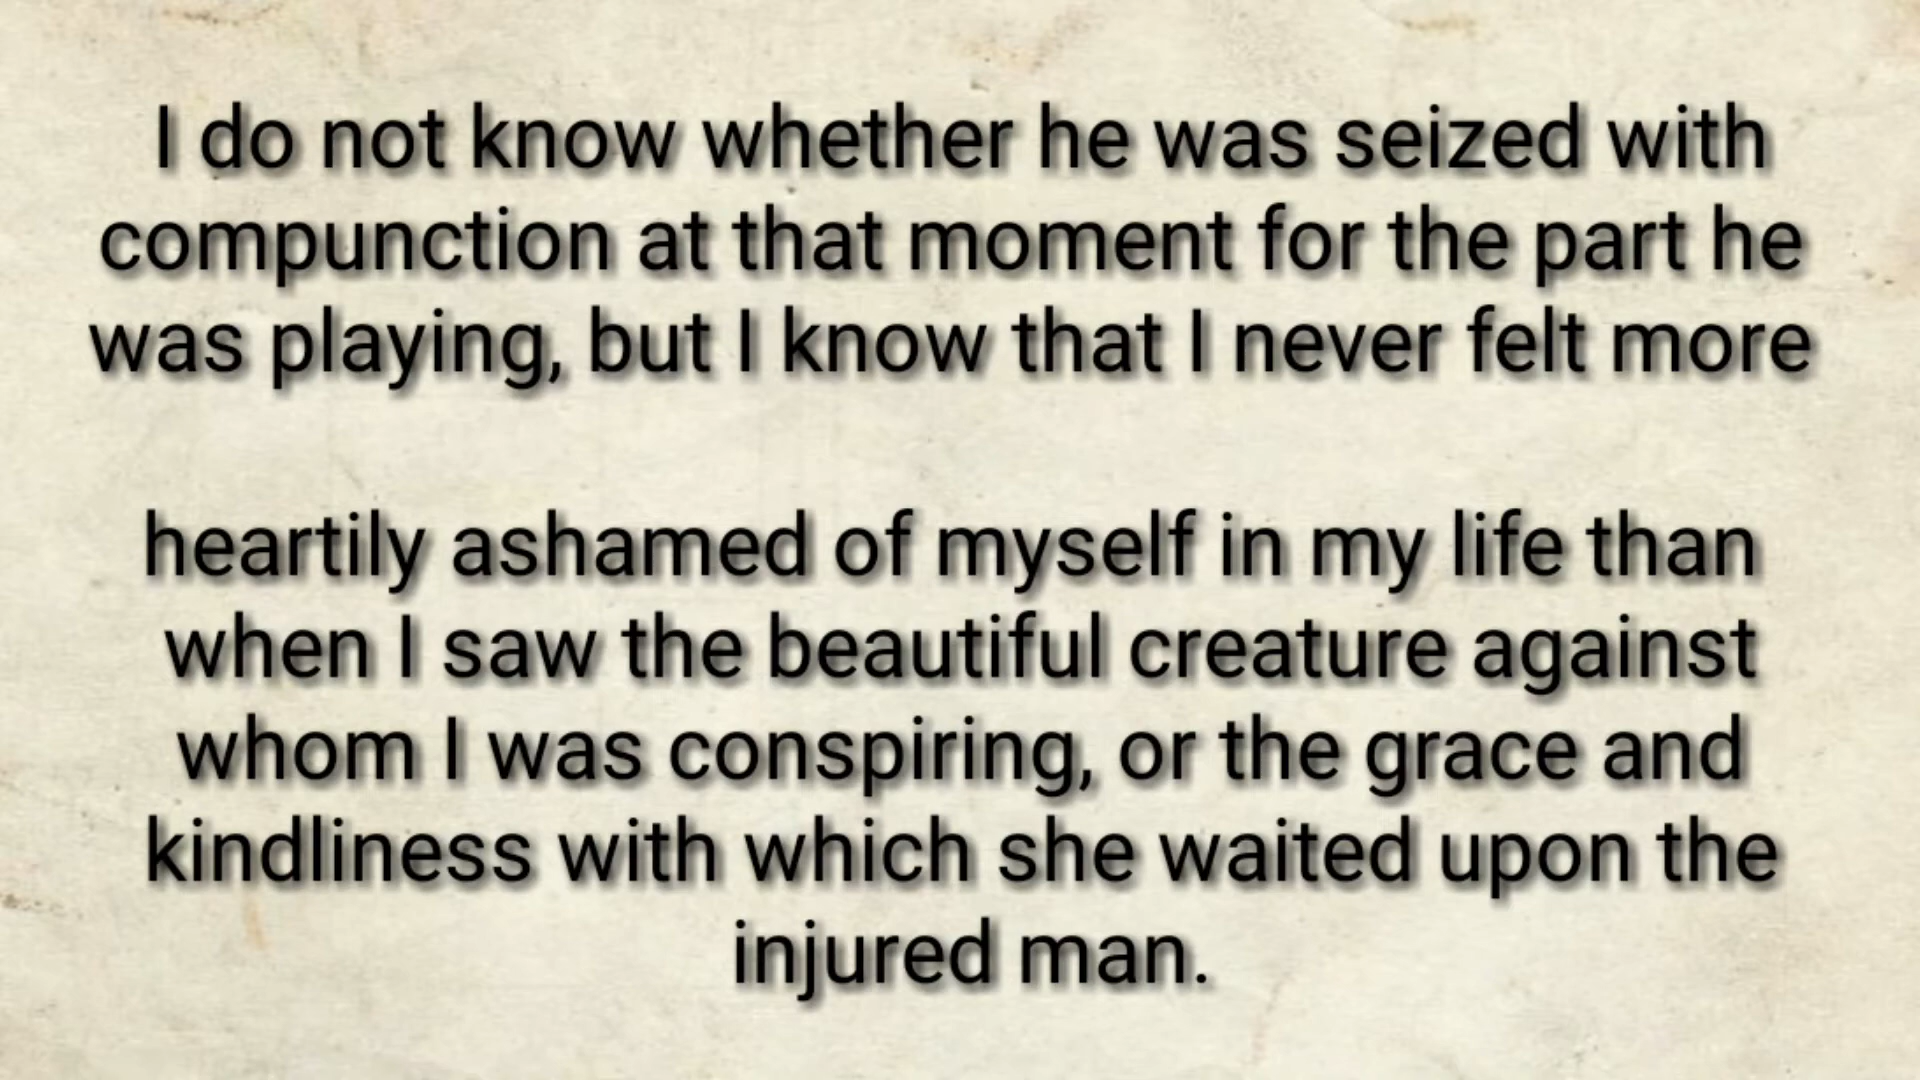 I do not know whether he was seized with
compunction at that moment for the part he
was playing, but I know that I never felt more
heartily ashamed of myself in my life than
when I saw the beautiful creature against
whom I was conspiring, or the grace and
kindliness with which she waited upon the
injured man.